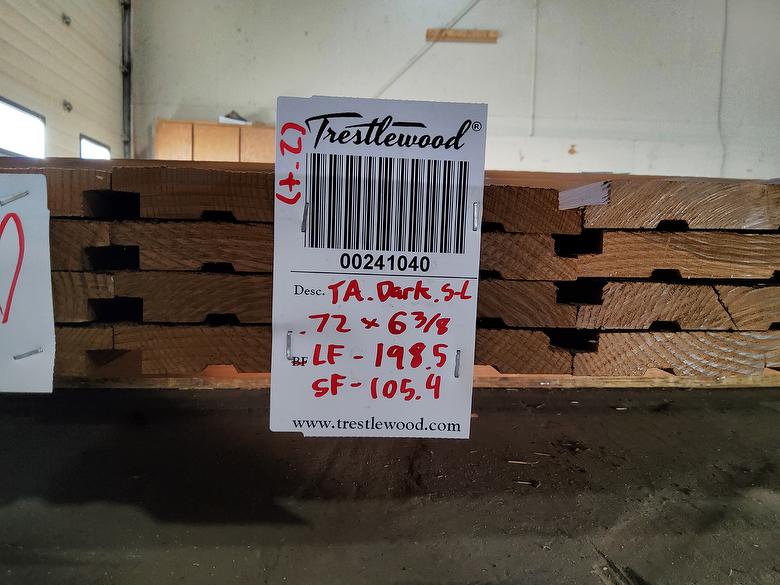 Trestlewood®
(+-2)
00241040
Desc. TA. Dark. S-L
.72 x 6 3/8
BF LF - 198.5
SF - 105.4
www.trestlewood.com